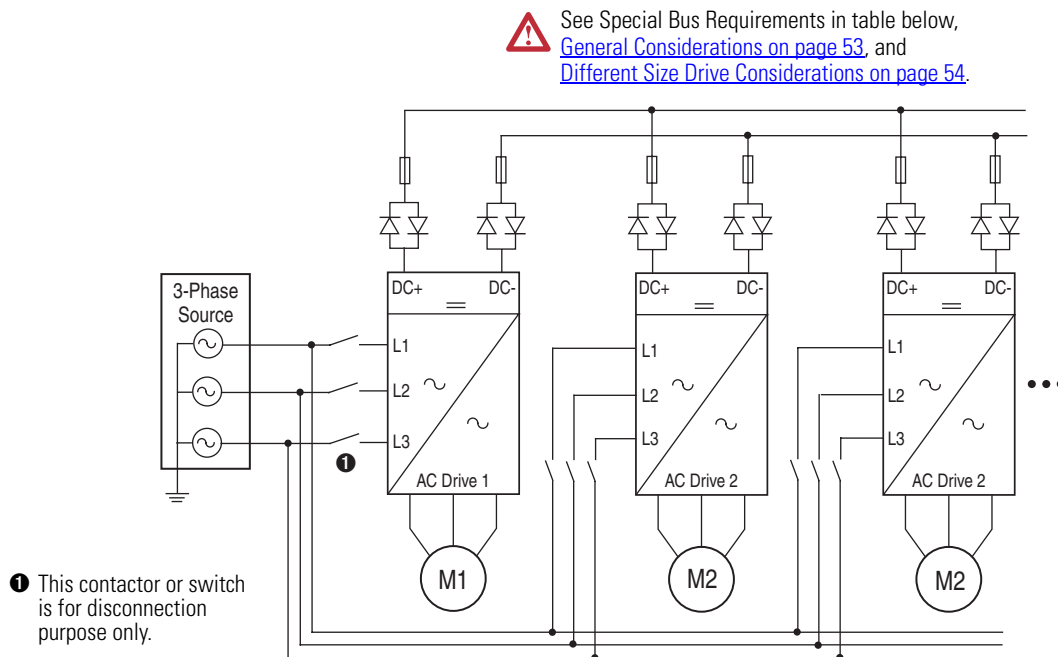 See Special Bus Requirements in table below,
General Considerations on page 53, and
Different Size Drive Considerations on page 54.
DC+ DC-
DC+ DC-
DC+ DC-
3-Phase
Source
L1
L2
L3
L1
L2
L3
L1
L2
L3
❶
AC Drive 1
AC Drive 2
AC Drive 2
M1
M2
M2
❶ This contactor or switch
is for disconnection
purpose only.